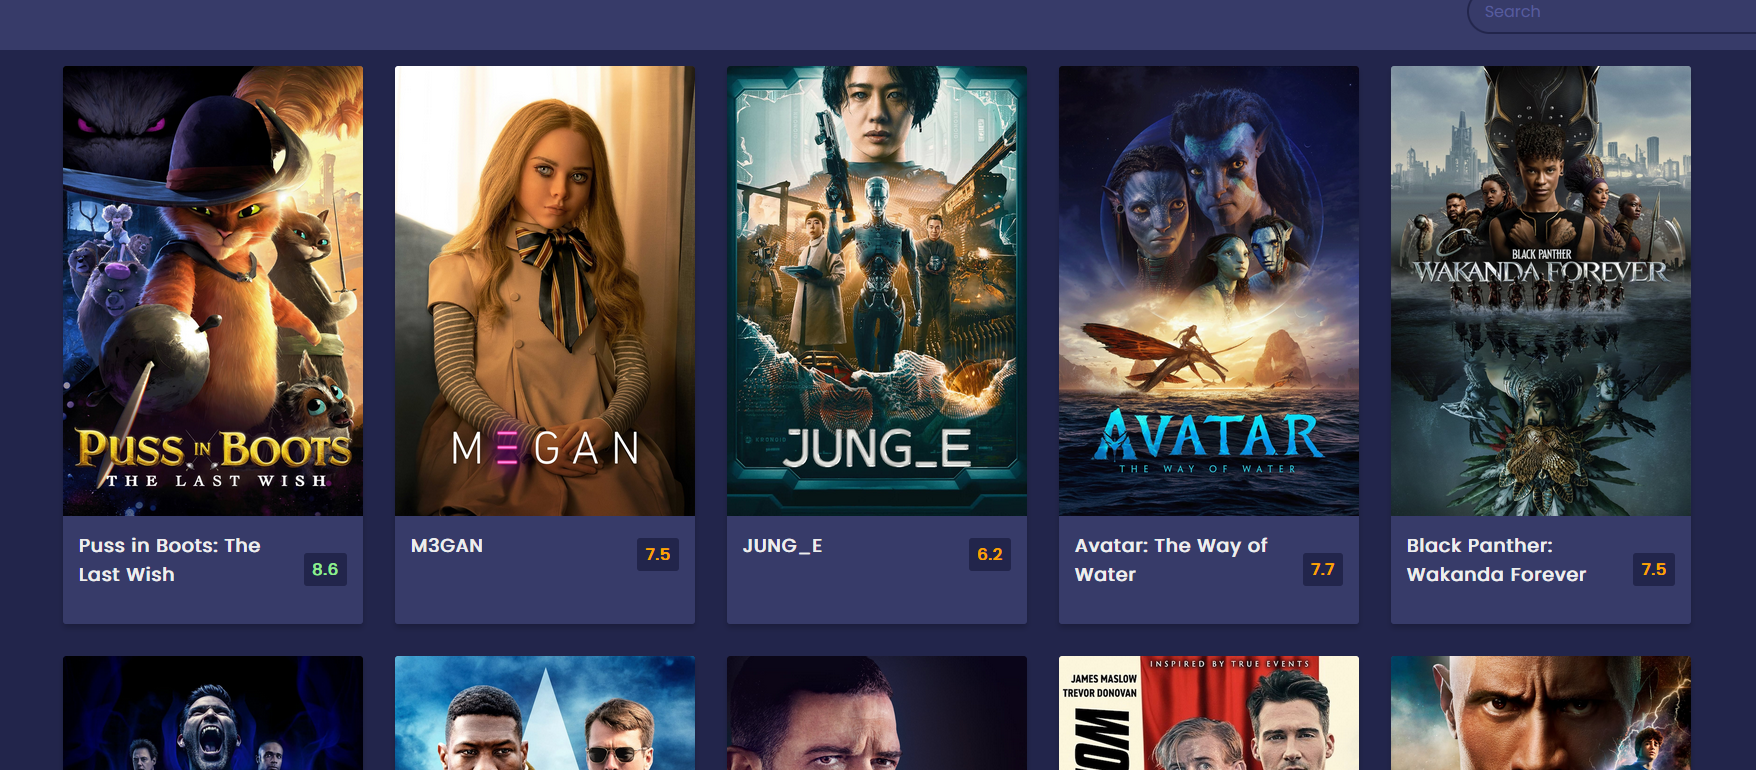 Search
PUSS IN BOOTS
THE LAST WISH
MEGAN
JUNG_E
AVATAR
THE WAY OF WATER
BLACK PANTHER
WAKANDA FOREVER
Puss in Boots: The
Last Wish
8.6
M3GAN
7.5
JUNG_E
6.2
Avatar: The Way of
Water
7.7
Black Panther:
Wakanda Forever
7.5
INSPIRED BY TRUE EVENTS
JAMES MASLOW
TREVOR DONOVAN